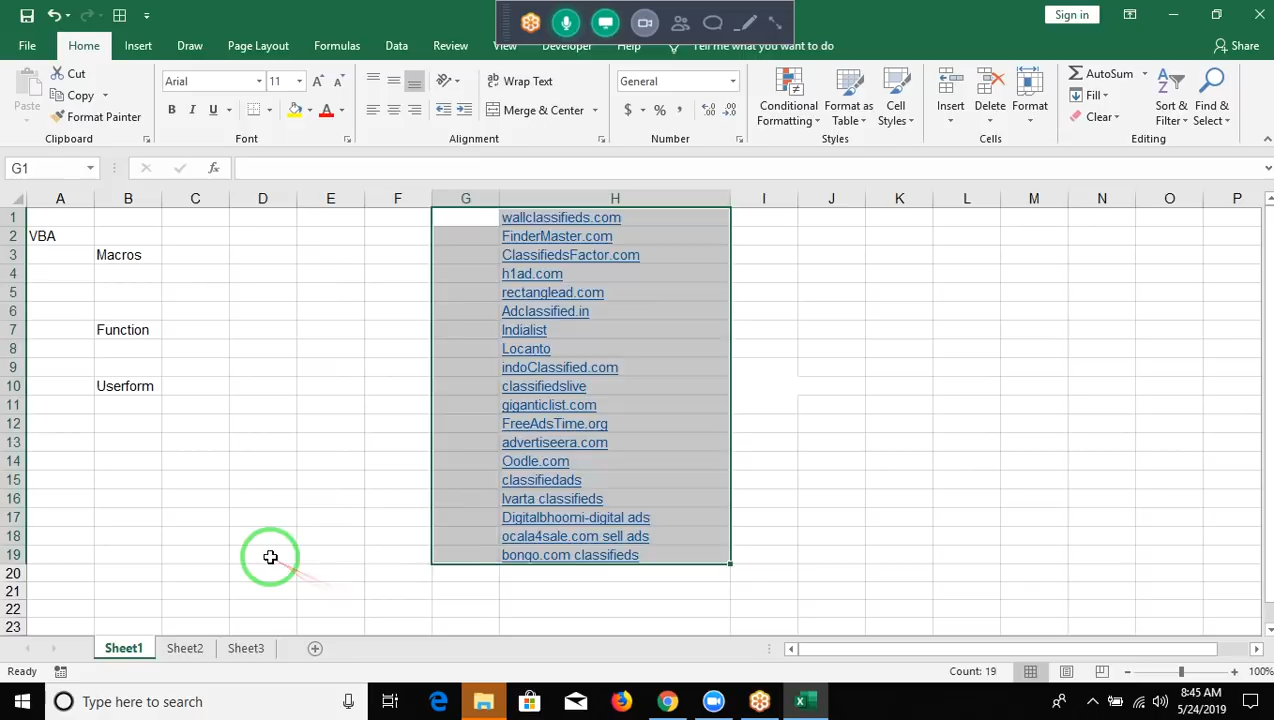 Sign in
File Home Insert Draw Page Layout Formulas Data Review View Developer Help Tell me what you want to do Share
Cut
Copy
Format Painter
Paste
Clipboard
Arial 11
B I U
Font
Wrap Text
Merge & Center
Alignment
General
$ % ,
Number
Conditional Formatting
Format as Table
Cell Styles
Styles
Insert Delete Format
Cells
AutoSum
Fill
Clear
Sort & Filter
Find & Select
Editing
G1 fx
A B C D E F G H I J K L M N O P
1 wallclassifieds.com
2 VBA FinderMaster.com
3 Macros ClassifiedsFactor.com
4 h1ad.com
5 rectanglead.com
6 Adclassified.in
7 Function Indialist
8 Locanto
9 indoClassified.com
10 Userform classifiedslive
11 giganticlist.com
12 FreeAdsTime.org
13 advertiseera.com
14 Oodle.com
15 classifiedads
16 Ivarta classifieds
17 Digitalbhoomi-digital ads
18 ocala4sale.com sell ads
19 bongo.com classifieds
20
21
22
23
Sheet1 Sheet2 Sheet3
Ready Count: 19 100%
Type here to search
8:45 AM
5/24/2019